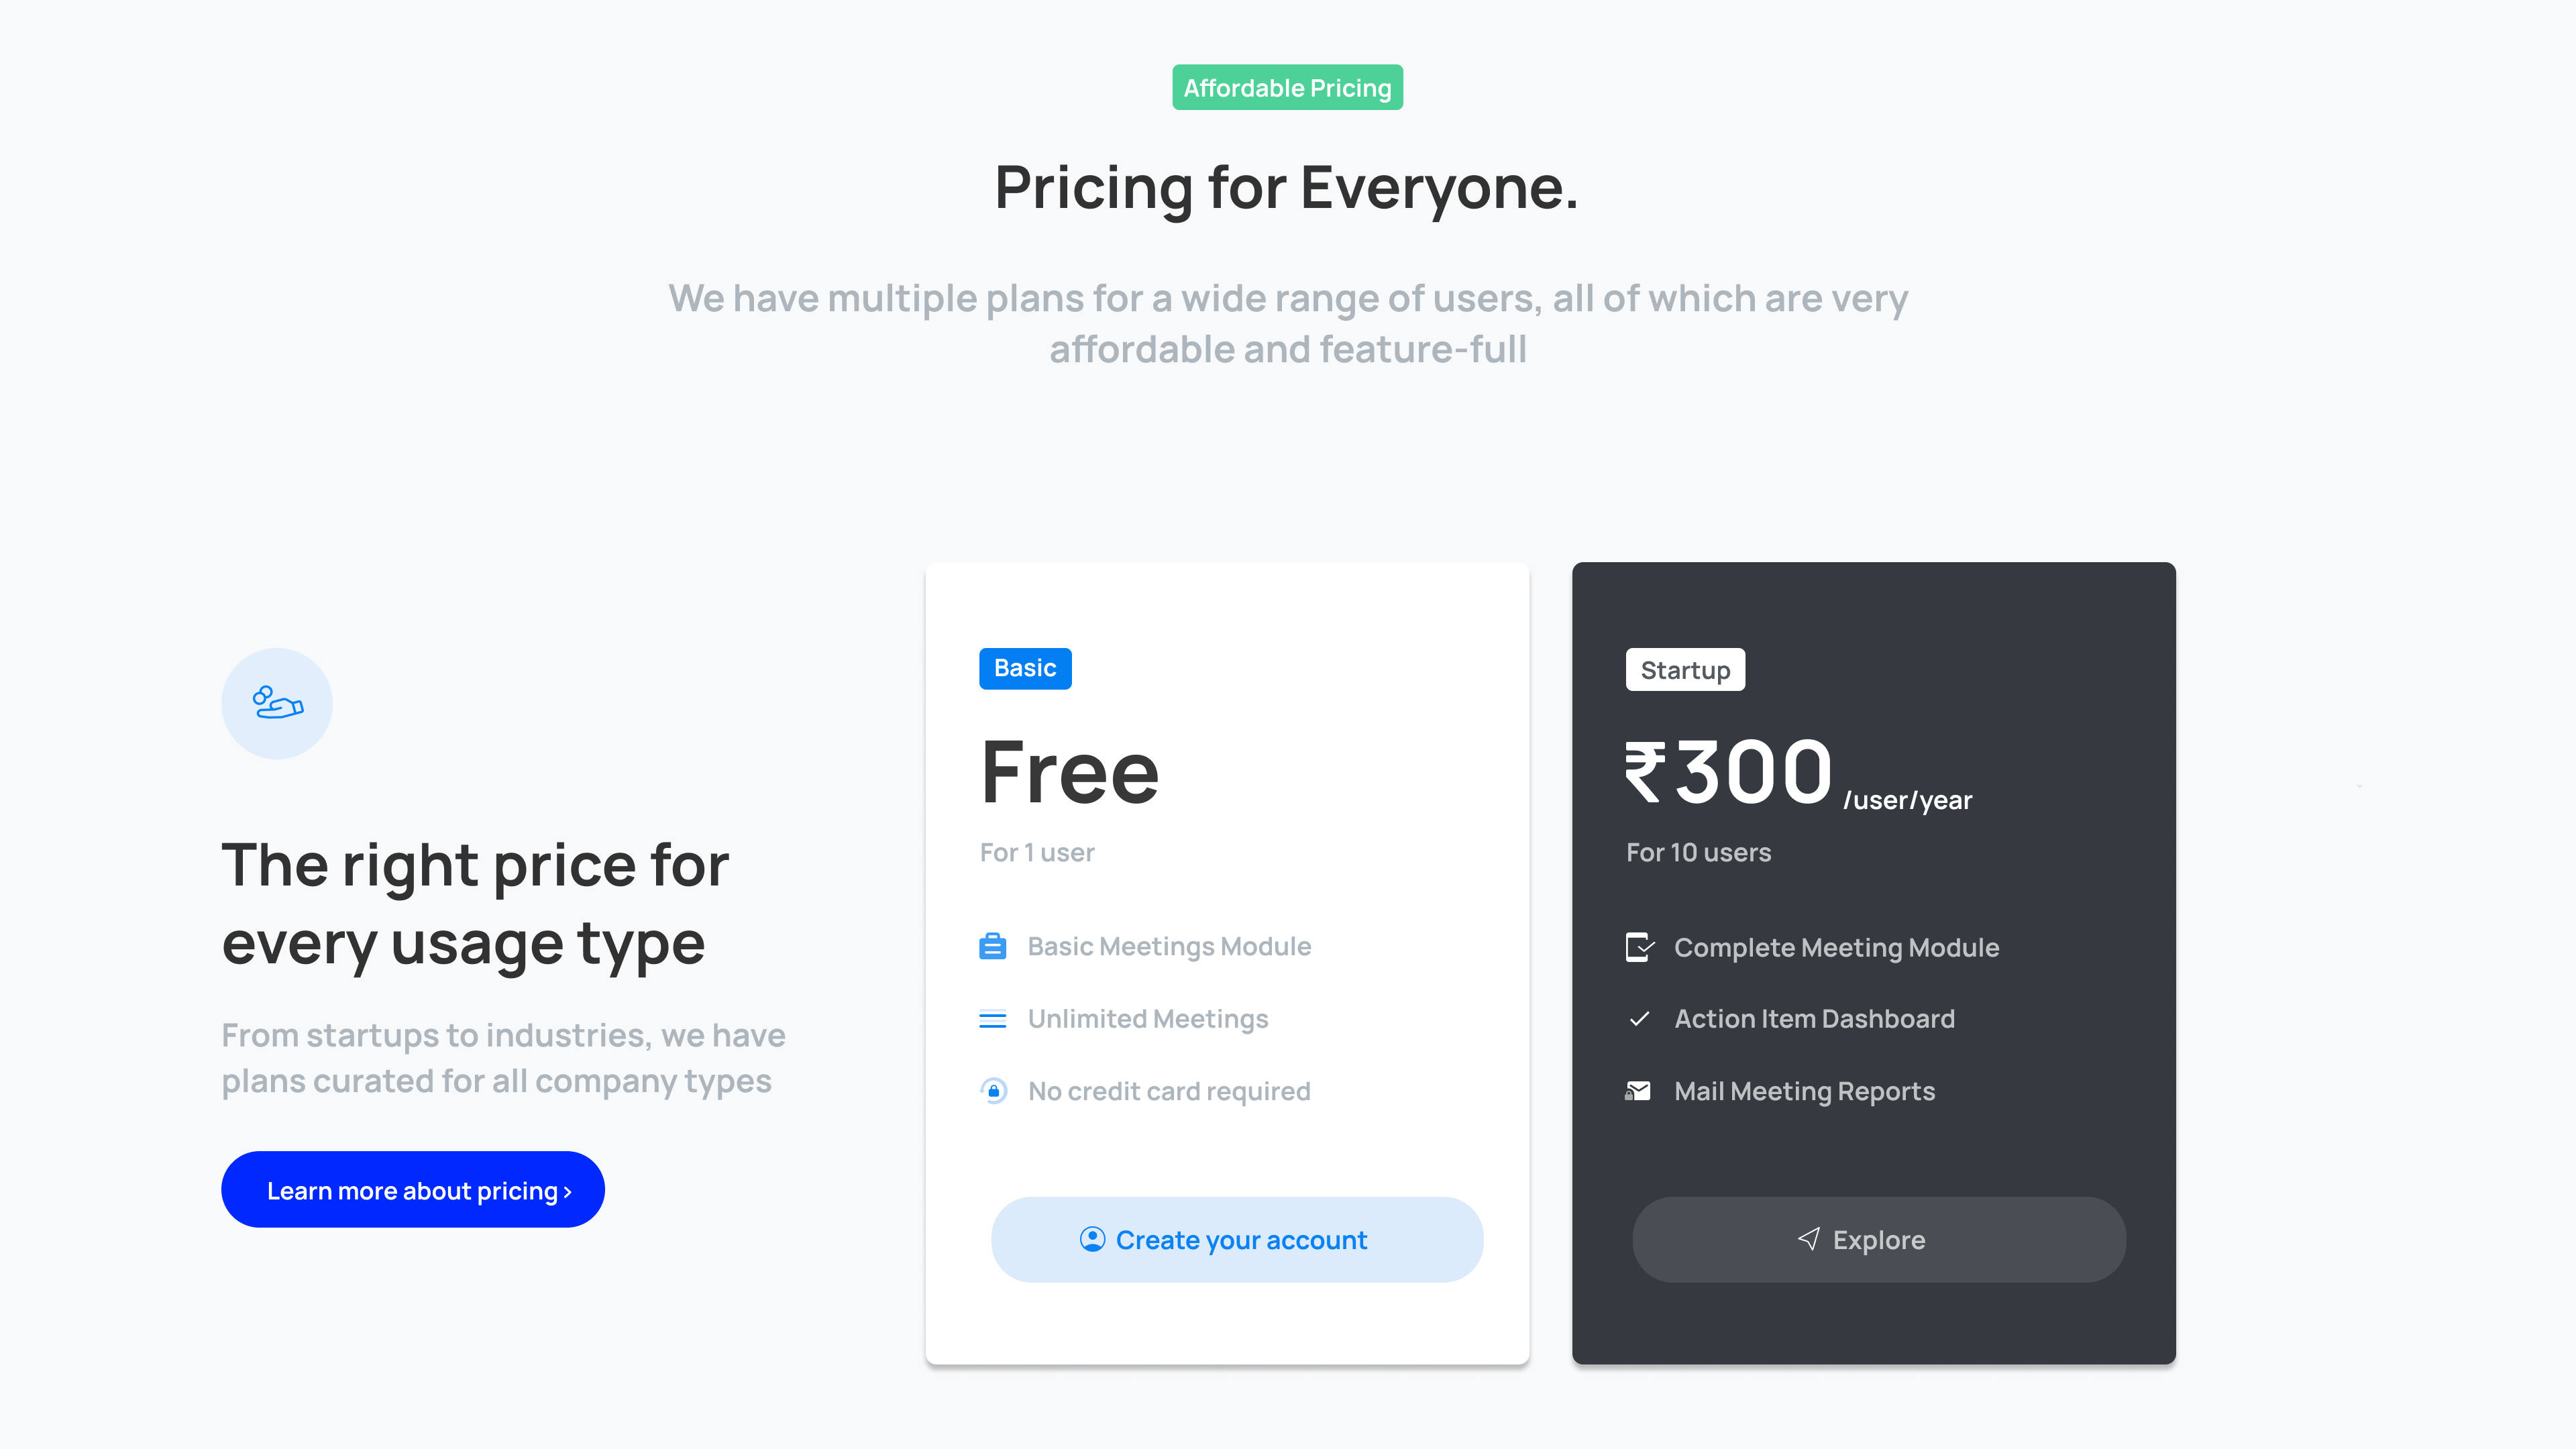 Affordable Pricing
Pricing for Everyone.
We have multiple plans for a wide range of users, all of which are very
affordable and feature-full
The right price for
every usage type
From startups to industries, we have
plans curated for all company types
Learn more about pricing >
Basic
Free
For 1 user
Basic Meetings Module
Unlimited Meetings
No credit card required
Create your account
Startup
₹300 /user/year
For 10 users
Complete Meeting Module
Action Item Dashboard
Mail Meeting Reports
Explore